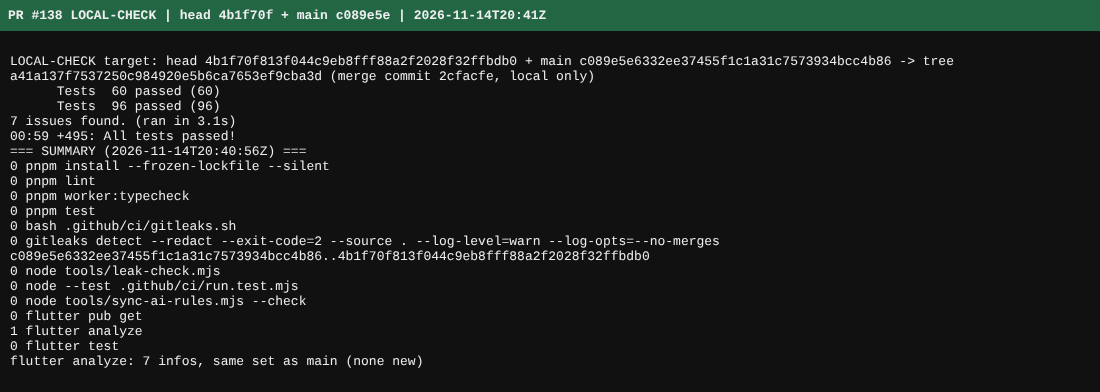 PR #138 LOCAL-CHECK | head 4b1f70f + main c089e5e | 2026-11-14T20:41Z
LOCAL-CHECK target: head 4b1f70f813f044c9eb8fff88a2f2028f32ffbdb0 + main c089e5e6332ee37455f1c1a31c7573934bcc4b86 -> tree
a41a137f7537250c984920e5b6ca7653ef9cba3d (merge commit 2cfacfe, local only)
Tests  60 passed (60)
Tests  96 passed (96)
7 issues found. (ran in 3.1s)
00:59 +495: All tests passed!
=== SUMMARY (2026-11-14T20:40:56Z) ===
0 pnpm install --frozen-lockfile --silent
0 pnpm lint
0 pnpm worker:typecheck
0 pnpm test
0 bash .github/ci/gitleaks.sh
0 gitleaks detect --redact --exit-code=2 --source . --log-level=warn --log-opts=--no-merges
c089e5e6332ee37455f1c1a31c7573934bcc4b86..4b1f70f813f044c9eb8fff88a2f2028f32ffbdb0
0 node tools/leak-check.mjs
0 node --test .github/ci/run.test.mjs
0 node tools/sync-ai-rules.mjs --check
0 flutter pub get
1 flutter analyze
0 flutter test
flutter analyze: 7 infos, same set as main (none new)